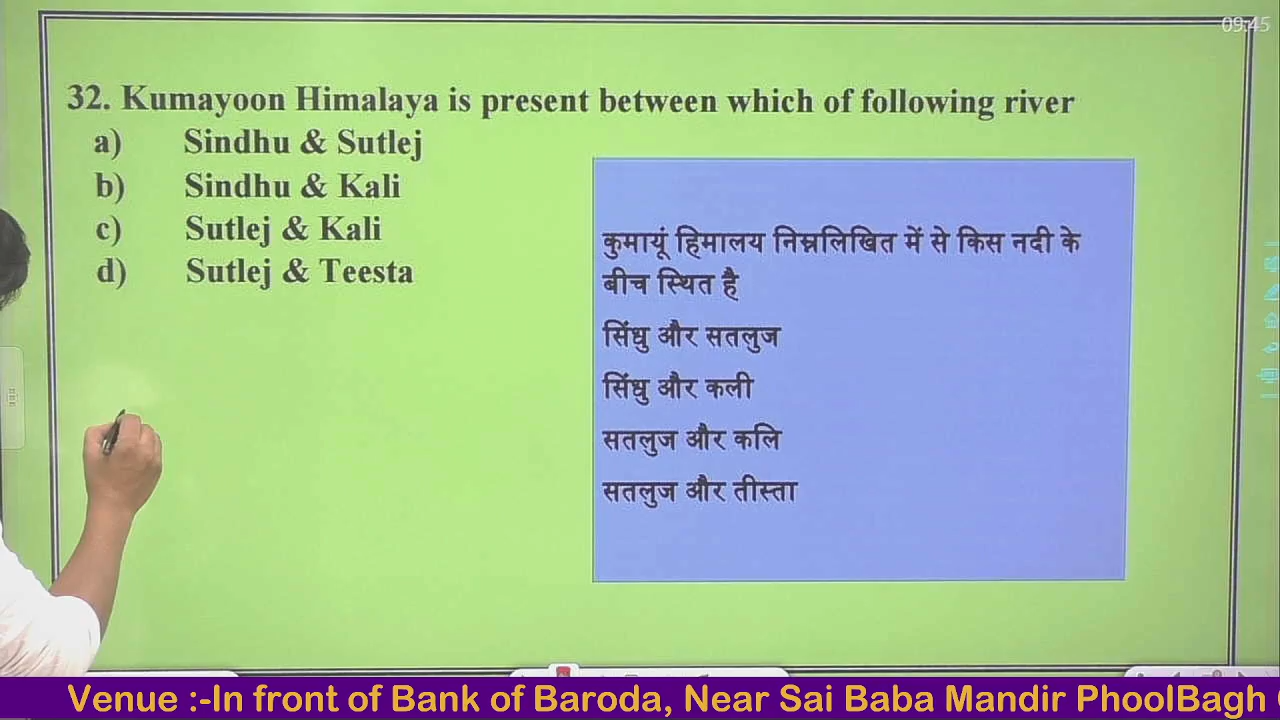 09:45
32. Kumayoon Himalaya is present between which of following river
a) Sindhu & Sutlej
b) Sindhu & Kali
c) Sutlej & Kali
d) Sutlej & Teesta
कुमायूं हिमालय निम्नलिखित में से किस नदी के
बीच स्थित है
सिंधु और सतलुज
सिंधु और कली
सतलुज और कलि
सतलुज और तीस्ता
Venue :-In front of Bank of Baroda, Near Sai Baba Mandir PhoolBagh